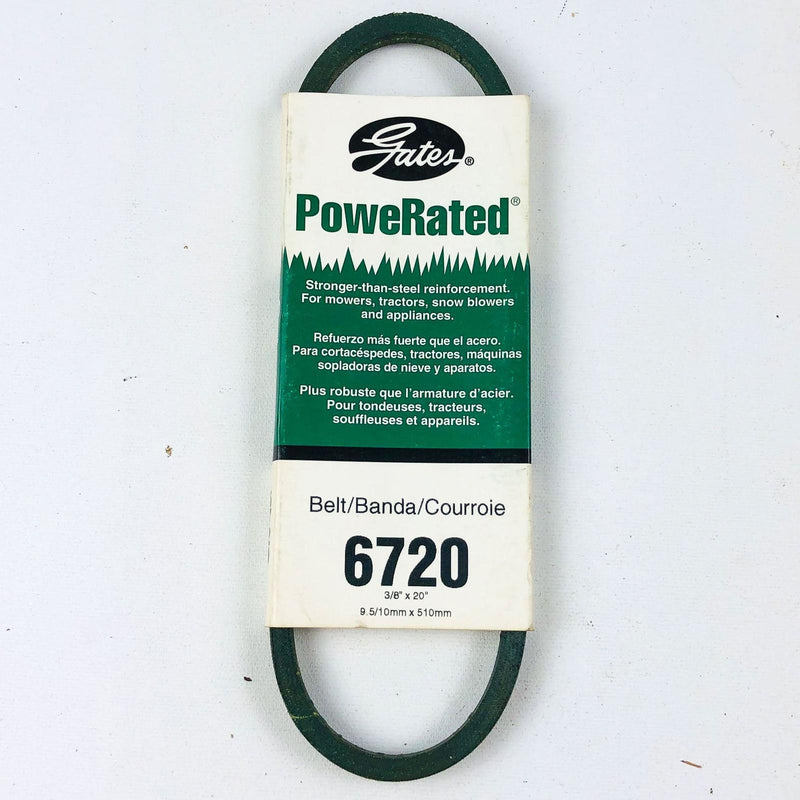 Gates®
PoweRated®
Stronger-than-steel reinforcement.
For mowers, tractors, snow blowers
and appliances.
Refuerzo más fuerte que el acero.
Para cortacéspedes, tractores, máquinas
sopladoras de nieve y aparatos.
Plus robuste que l'armature d'acier.
Pour tondeuses, tracteurs,
souffleuses et appareils.
Belt/Banda/Courroie
6720
3/8" x 20"
9.5/10mm x 510mm